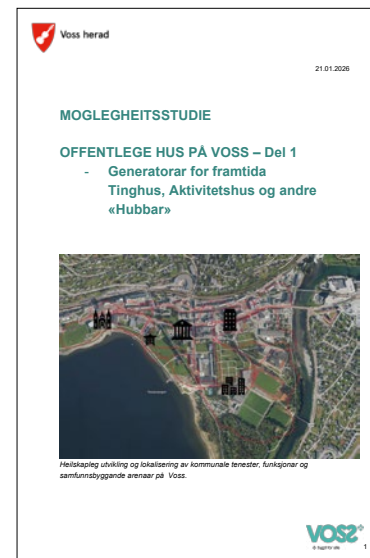 Voss herad
21.01.2026
MOGLEGHEITSSTUDIE
OFFENTLEGE HUS PÅ VOSS – Del 1
- Generatorar for framtida
Tinghus, Aktivitetshus og andre
«Hubbar»
Heilskapleg utvikling og lokalisering av kommunale tenester, funksjonar og
samfunnsbyggande arenaer på Voss.
VOSS
1